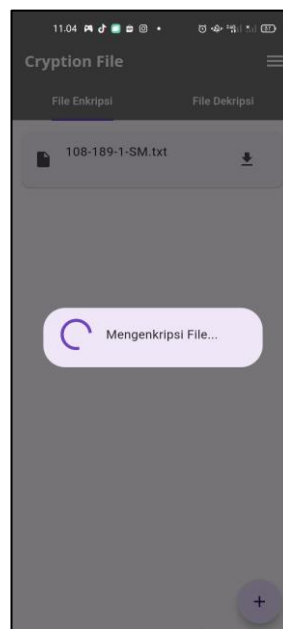 11.04
Cryption File
File Enkripsi File Dekripsi
108-189-1-SM.txt
Mengenkripsi File...
+